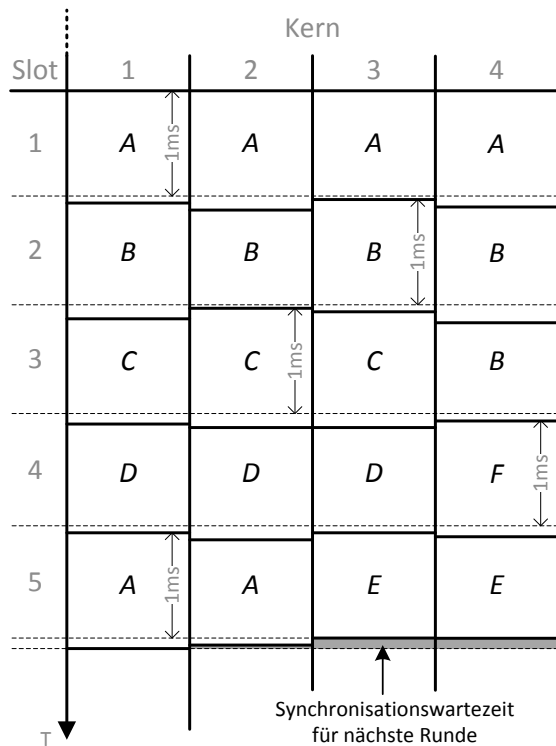 Kern
Slot 1 2 3 4
1 A 1ms A A A
2 B B B 1ms B
3 C C 1ms C B
4 D D D F 1ms
5 A 1ms A E E
T
Synchronisationswartezeit
für nächste Runde